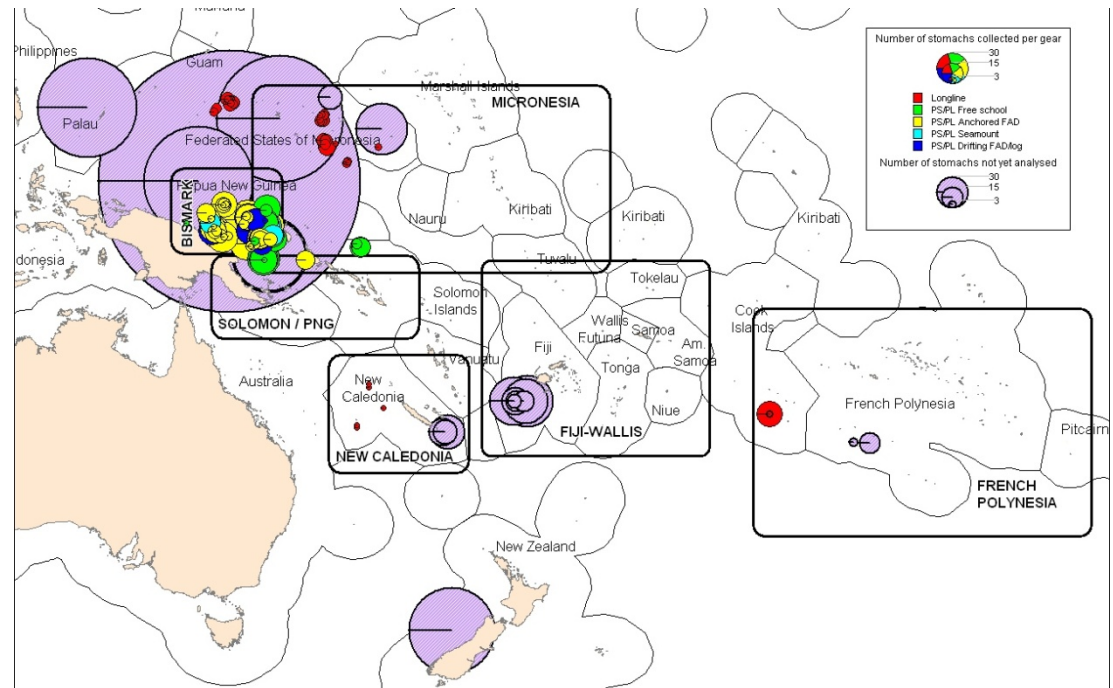 Mariana
Philippines
Guam
Marshall Islands
MICRONESIA
Palau
Federated States of Micronesia
Papua New Guinea
BISMARK
Nauru
Kiribati
Kiribati
Kiribati
ndonesia
Tuvalu
Tokelau
SOLOMON / PNG
Solomon
Islands
Wallis
Futuna
Samoa
Am.
Samoa
Cook
Islands
Vanuatu
Fiji
Tonga
Australia
New
Caledonia
Niue
French Polynesia
Pitcairn
NEW CALEDONIA
FIJI-WALLIS
FRENCH
POLYNESIA
New Zealand
Number of stomachs collected per gear
30
15
3
Longline
PS/PL Free school
PS/PL Anchored FAD
PS/PL Seamount
PS/PL Drifting FAD/log
Number of stomachs not yet analysed
30
15
3